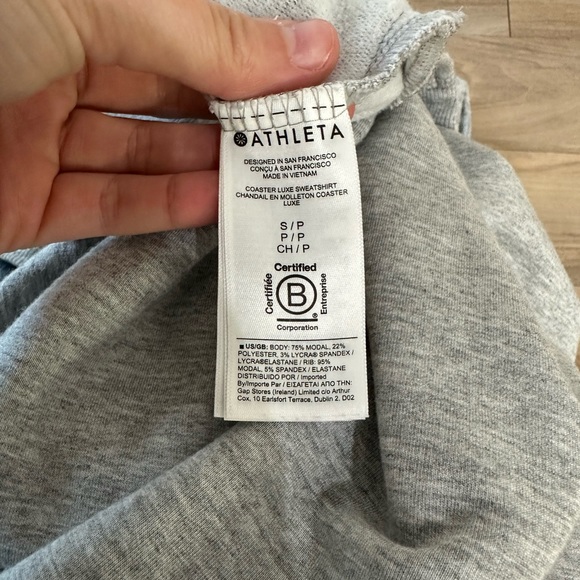 ATHLETA
DESIGNED IN SAN FRANCISCO
CONÇU À SAN FRANCISCO
MADE IN VIETNAM
COASTER LUXE SWEATSHIRT
CHANDAIL EN MOLLETON COASTER
LUXE
S / P
P / P
CH / P
Certified
Certifiée
B
®
Entreprise
Corporation
■ US/GB: BODY: 75% MODAL, 22%
POLYESTER, 3% LYCRA® SPANDEX /
LYCRA®ELASTANE / RIB: 95%
MODAL, 5% SPANDEX / ELASTANE
DISTRIBUIDO POR / Imported
By/Importe Par / ΕΙΣΑΓΕΤΑΙ ΑΠΟ ΤΗΝ:
Gap Stores (Ireland) Limited c/o Arthur
Cox, 10 Earlsfort Terrace, Dublin 2, D02